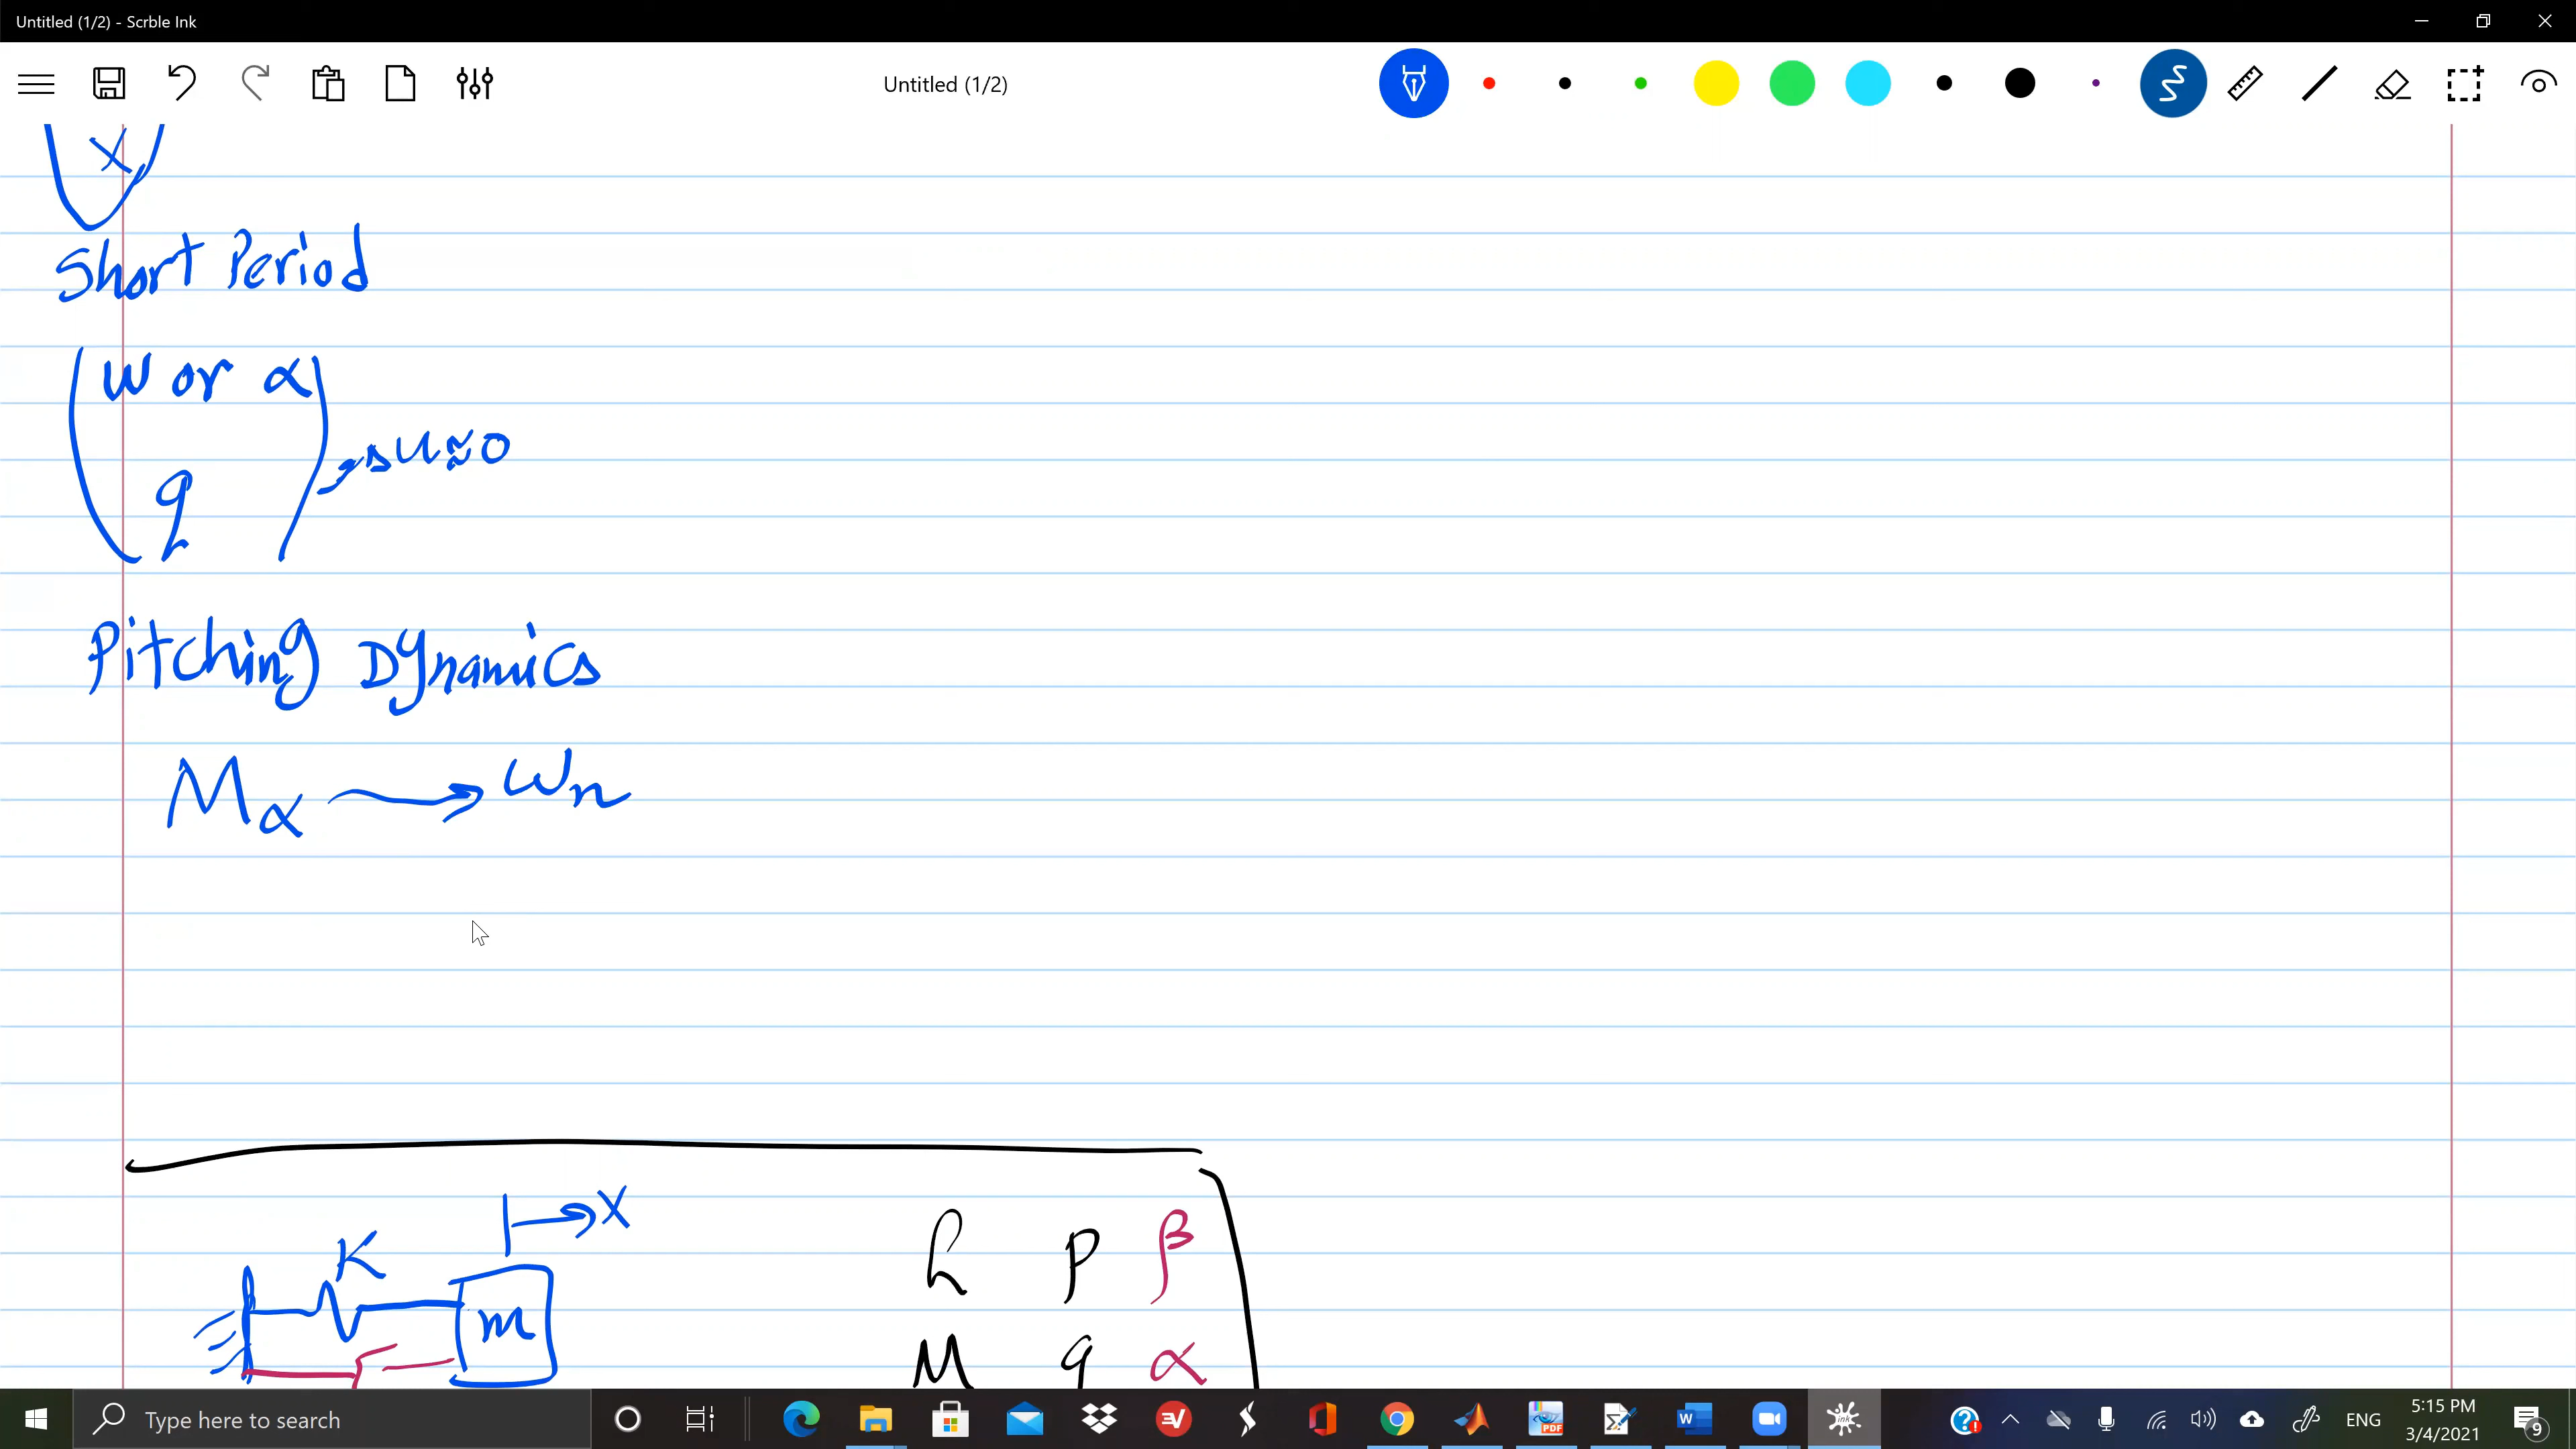 Untitled (1/2) - Scrble Ink
Untitled (1/2)
X
Short Period
W or α
q
u ≈ 0
Pitching Dynamics
Mα → ωn
X
K
m
L P β
M q α
Type here to search
ENG
5:15 PM
3/4/2021
9